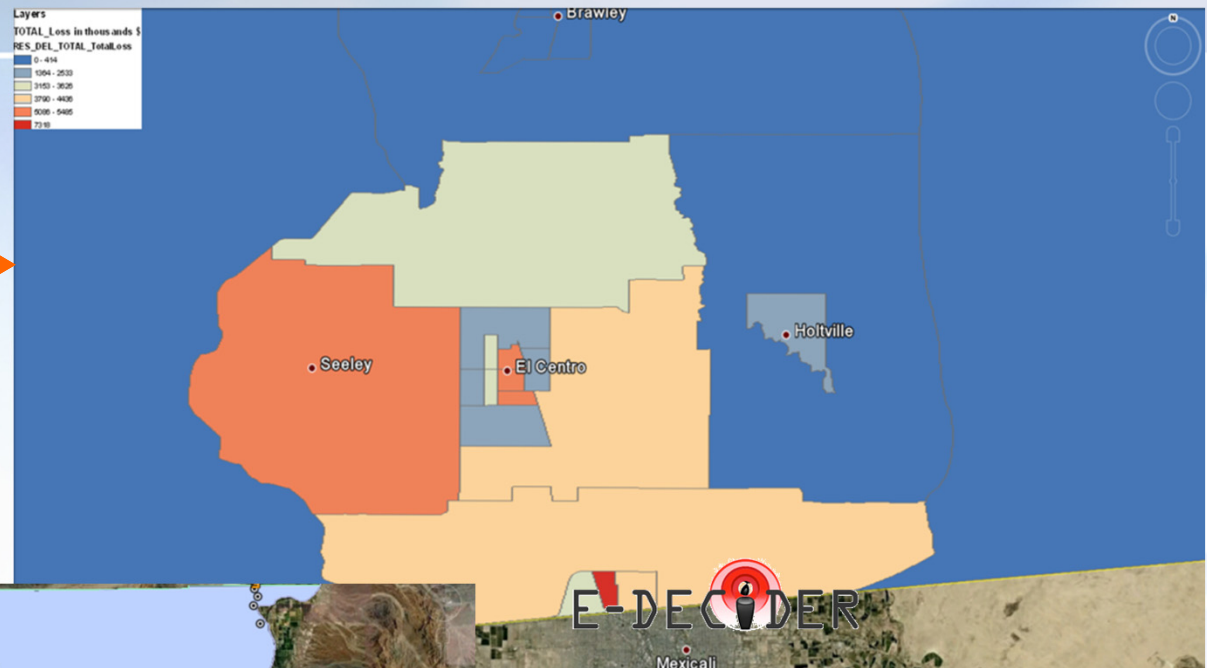 Layers
TOTAL_Loss in thousands $
RES_DEL_TOTAL_TotalLoss
0 - 414
1364 - 2533
3153 - 3626
3790 - 4436
5086 - 5485
7318
Brawley
N
Holtville
Seeley
El Centro
E-DECIDER
Mexicali